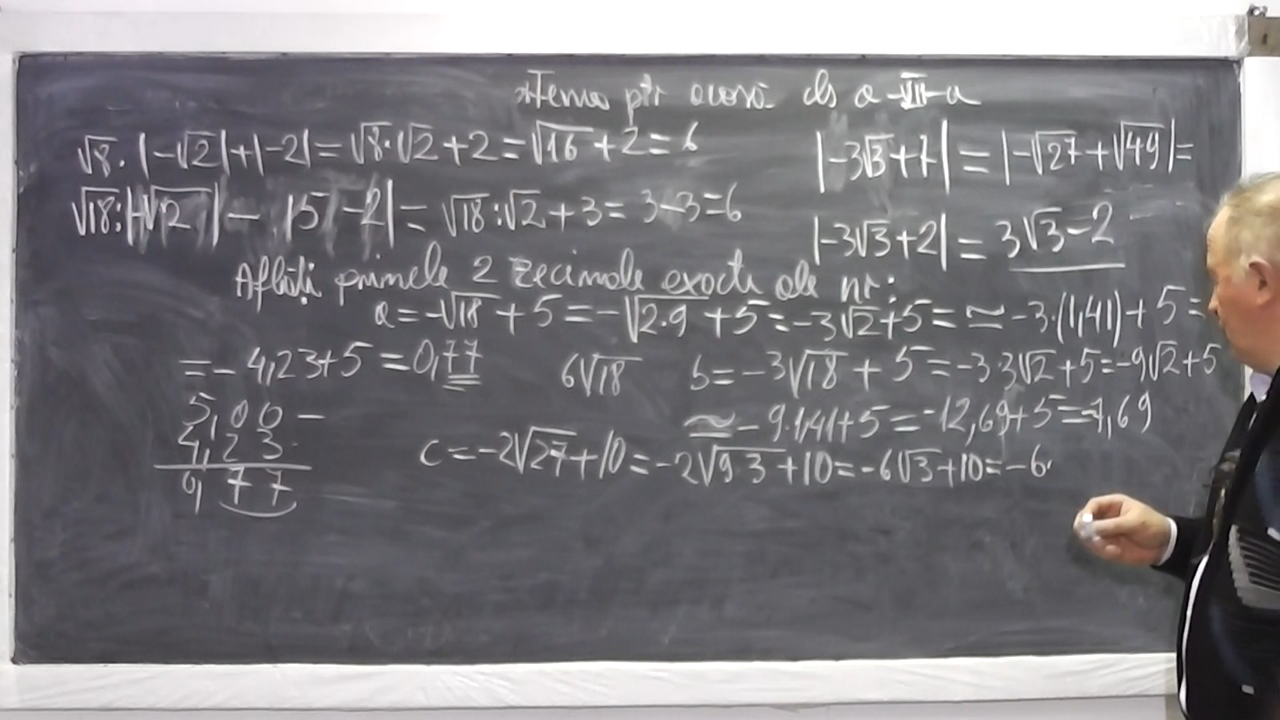 Tema ptr acasă cls a VII-a
√8·|-√2|+|-2|=√8·√2+2=√16+2=6
|-3√3+7|=|-√27+√49|=
√18:|-√2|-|5-2|=√18:√2+3=3-3=6
|-3√3+2|=3√3-2
Aflați primele 2 zecimale exacte ale nr:
a=-√18+5=-√2·9+5=-3√2+5=≃-3·(1,41)+5=
=-4,23+5=0,77
6√18
b=-3√18+5=-3·3√2+5=-9√2+5
≃-9·1,41+5=-12,69+5=-7,69
5,00-
4,23
0,77
c=-2√27+10=-2√9·3+10=-6√3+10=-6·